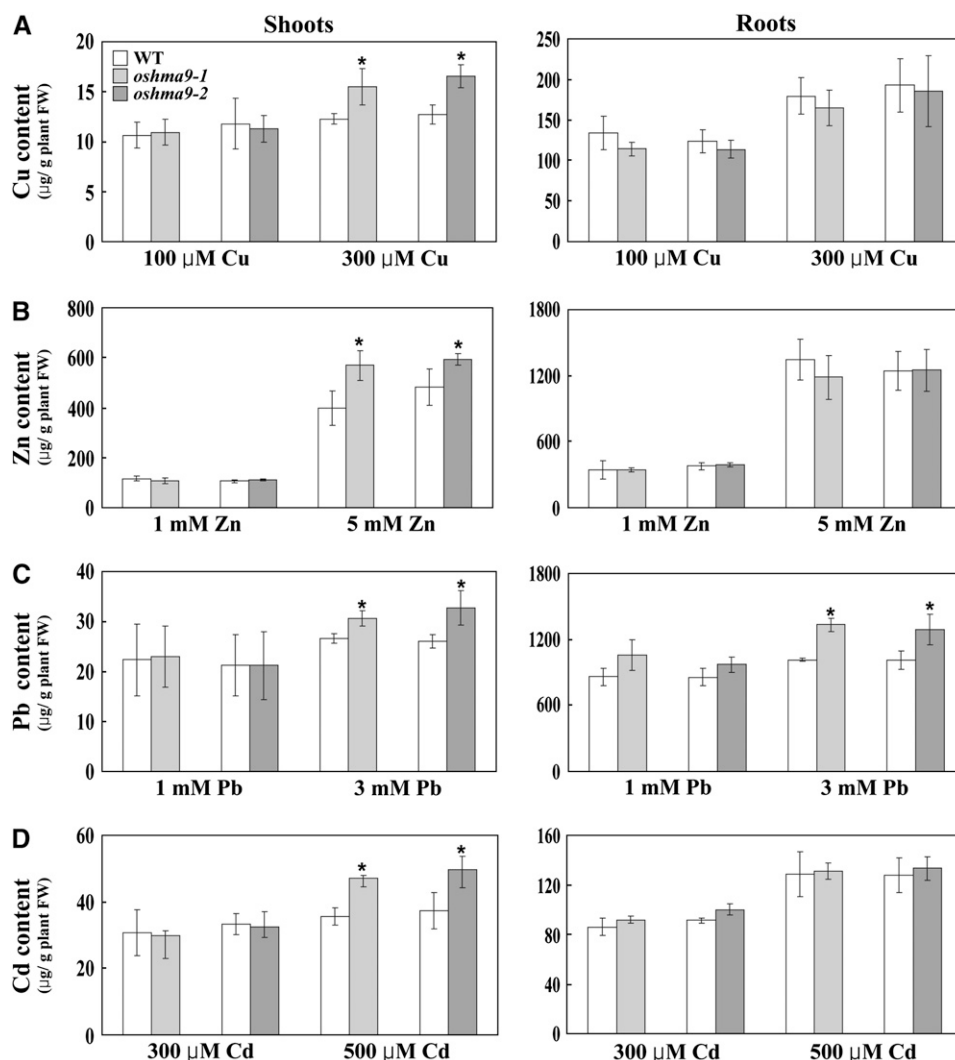 A
Shoots
Roots
Cu content
(µg/ g plant FW)
20
15
10
5
0
WT
oshma9-1
oshma9-2
*
*
100 µM Cu
300 µM Cu
250
200
150
100
50
0
100 µM Cu
300 µM Cu
B
Zn content
(µg/ g plant FW)
800
600
400
200
0
*
*
1 mM Zn
5 mM Zn
1800
1200
600
0
1 mM Zn
5 mM Zn
C
Pb content
(µg/ g plant FW)
40
30
20
10
0
*
*
1 mM Pb
3 mM Pb
1800
1200
600
0
*
*
1 mM Pb
3 mM Pb
D
Cd content
(µg/ g plant FW)
60
40
20
0
*
*
300 µM Cd
500 µM Cd
160
120
80
40
0
300 µM Cd
500 µM Cd